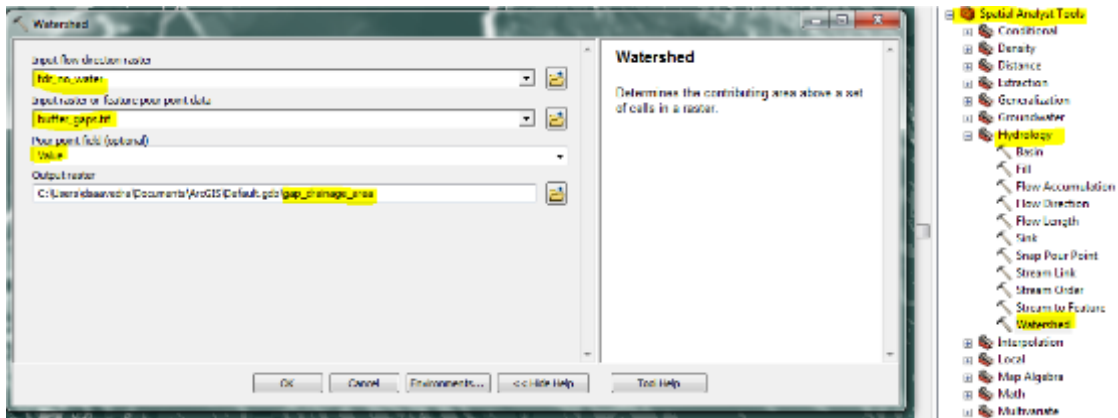 Watershed
Input flow direction raster
fdr_no_water
Input raster or feature pour point data
buffer_gaps.tif
Pour point field (optional)
Value
Output raster
C:\Users\dsaavedra\Documents\ArcGIS\Default.gdb\gap_drainage_area
OK
Cancel
Environments...
<< Hide Help
Tool Help
Watershed
Determines the contributing area above a set
of cells in a raster.
Spatial Analyst Tools
Conditional
Density
Distance
Extraction
Generalization
Groundwater
Hydrology
Basin
Fill
Flow Accumulation
Flow Direction
Flow Length
Sink
Snap Pour Point
Stream Link
Stream Order
Stream to Feature
Watershed
Interpolation
Local
Map Algebra
Math
Multivariate